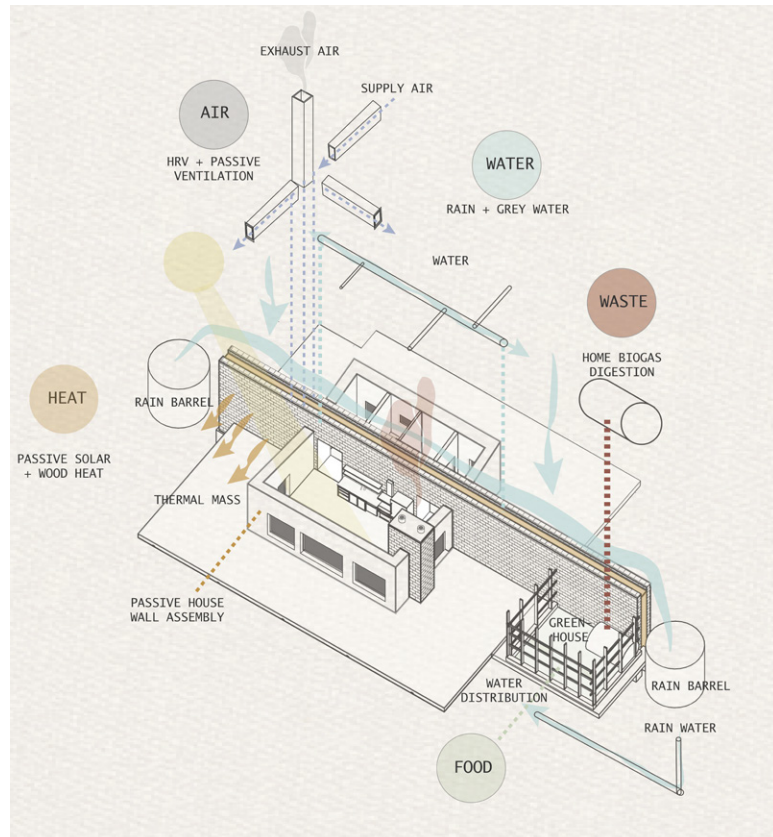 EXHAUST AIR
SUPPLY AIR
AIR
HRV + PASSIVE
VENTILATION
WATER
RAIN + GREY WATER
WATER
WASTE
HOME BIOGAS
DIGESTION
HEAT
RAIN BARREL
PASSIVE SOLAR
+ WOOD HEAT
THERMAL MASS
PASSIVE HOUSE
WALL ASSEMBLY
GREEN-
HOUSE
WATER
DISTRIBUTION
RAIN BARREL
RAIN WATER
FOOD